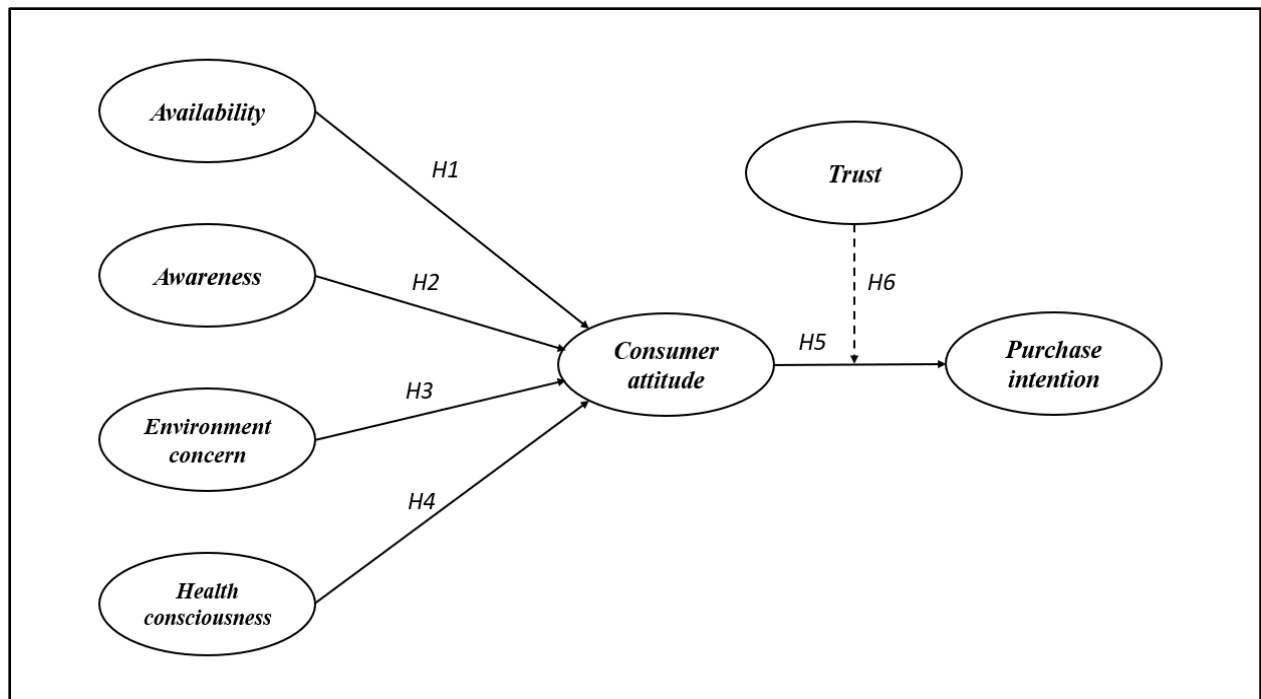 Availability
H1
Trust
Awareness
H2
H6
Consumer
attitude
H5
Purchase
intention
H3
Environment
concern
H4
Health
consciousness